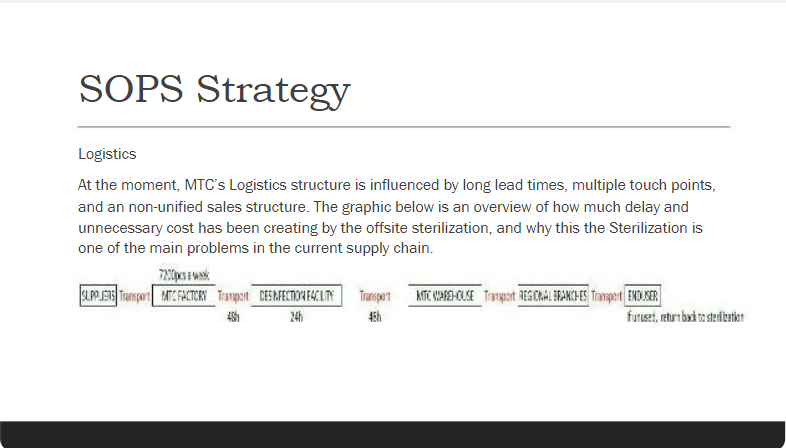 SOPS Strategy
Logistics
At the moment, MTC's Logistics structure is influenced by long lead times, multiple touch points,
and an non-unified sales structure. The graphic below is an overview of how much delay and
unnecessary cost has been creating by the offsite sterilization, and why this the Sterilization is
one of the main problems in the current supply chain.
7200pcs a week
SUPPLIERS Transport MTC FACTORY Transport DESINFECTION FACILITY Transport MTC WAREHOUSE Transport REGIONAL BRANCHES Transport ENDUSER
48h 24h 48h If unused, return back to sterilization